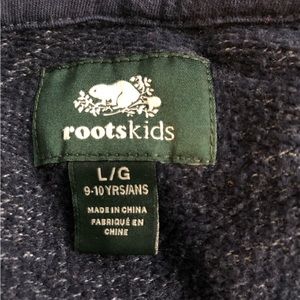 rootskids
L/G
9-10 YRS/ANS
MADE IN CHINA
FABRIQUÉ EN
CHINE